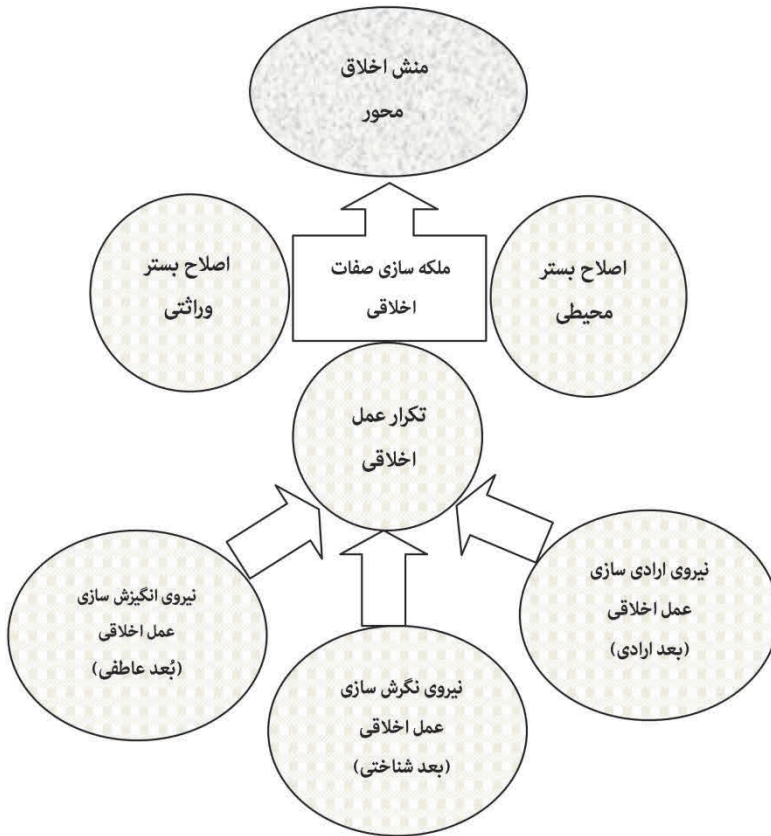 منش اخلاق
محور
اصلاح بستر
محیطی
ملکه سازی صفات
اخلاقی
اصلاح بستر
وراثتی
تکرار عمل
اخلاقی
نیروی ارادی سازی
عمل اخلاقی
(بعد ارادی)
نیروی نگرش سازی
عمل اخلاقی
(بعد شناختی)
نیروی انگیزش سازی
عمل اخلاقی
(بُعد عاطفی)